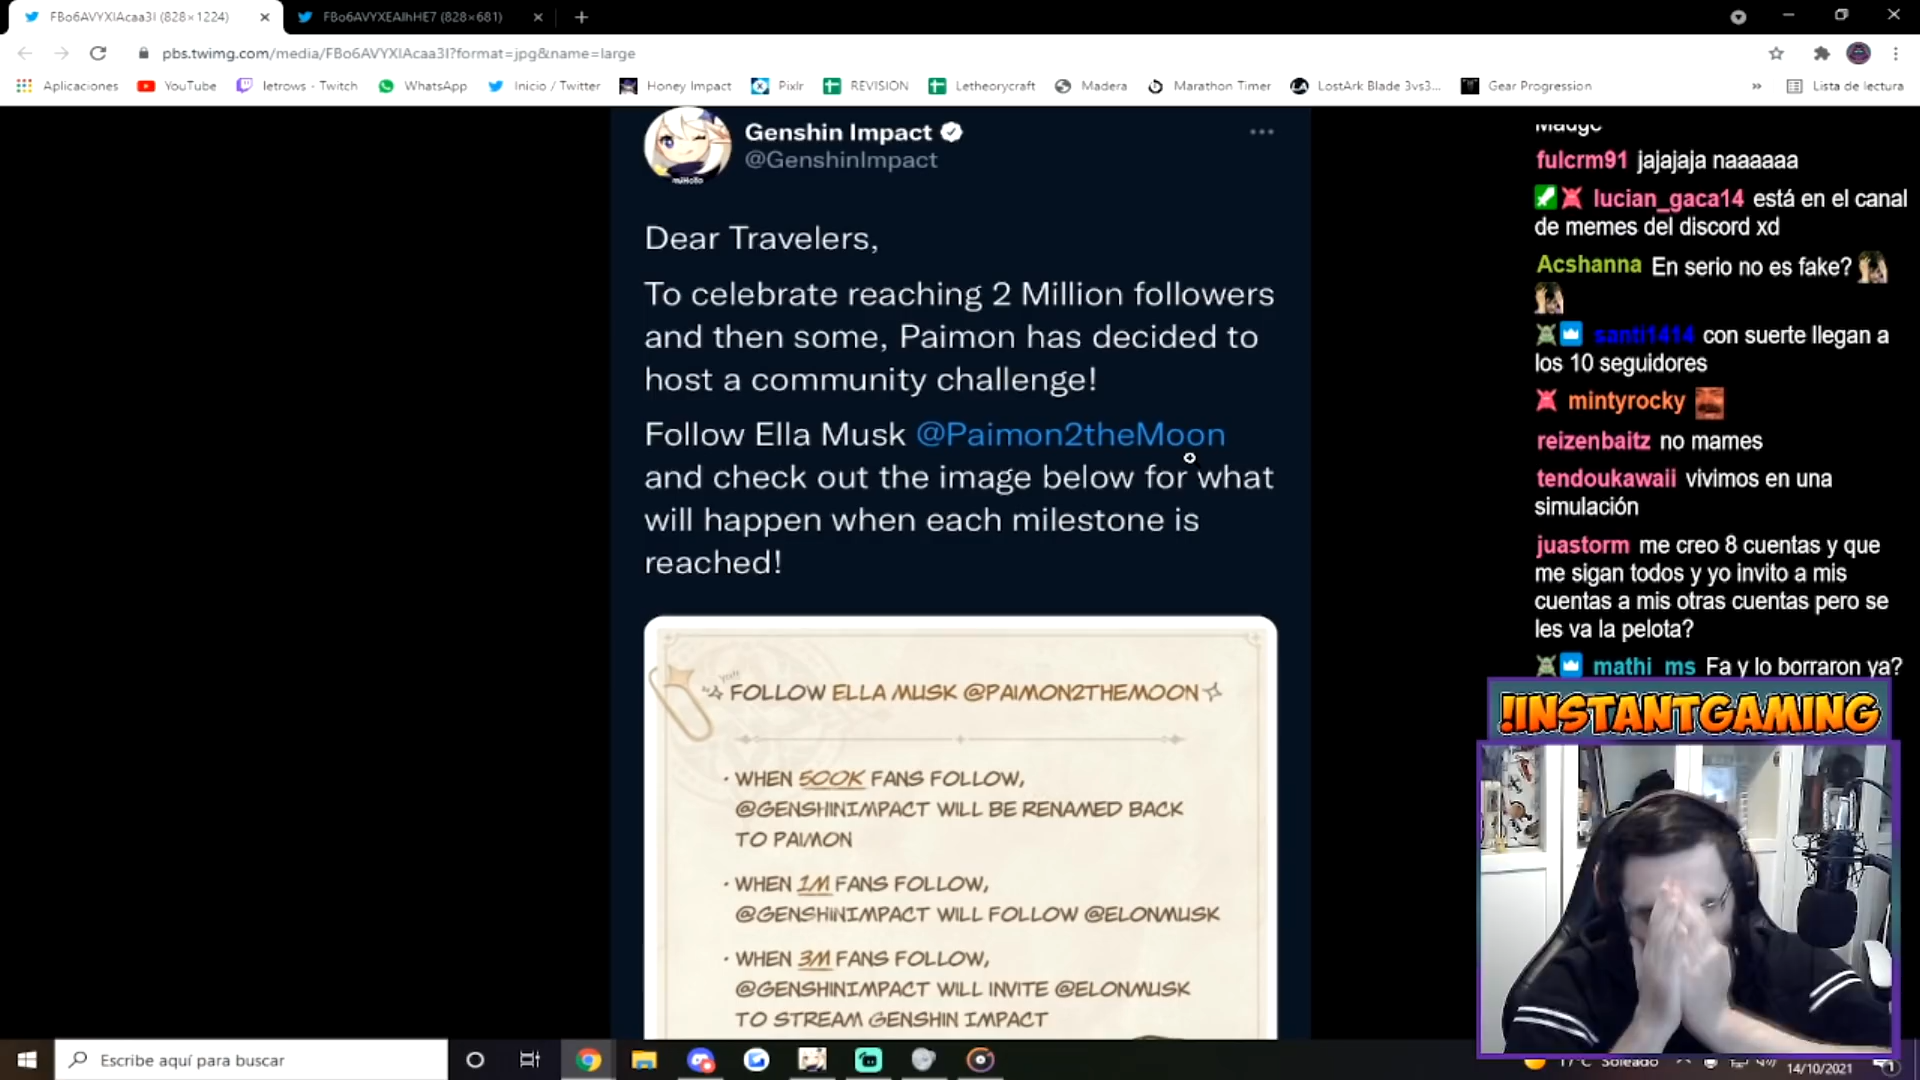 FBo6AVYXIAcaa3I (828×1224)
FBo6AVYXEAIhHE7 (828×681)
pbs.twimg.com/media/FBo6AVYXIAcaa3I?format=jpg&name=large
Aplicaciones
YouTube
letrows - Twitch
WhatsApp
Inicio / Twitter
Honey Impact
Pixlr
REVISION
Letheorycraft
Madera
Marathon Timer
LostArk Blade 3vs3...
Gear Progression
»
Lista de lectura
Genshin Impact
@GenshinImpact
miHoYo
Dear Travelers,
To celebrate reaching 2 Million followers
and then some, Paimon has decided to
host a community challenge!
Follow Ella Musk @Paimon2theMoon
and check out the image below for what
will happen when each milestone is
reached!
FOLLOW ELLA MUSK @PAIMON2THEMOON
· WHEN 500K FANS FOLLOW,
@GENSHINIMPACT WILL BE RENAMED BACK
TO PAIMON
· WHEN 1M FANS FOLLOW,
@GENSHINIMPACT WILL FOLLOW @ELONMUSK
· WHEN 3M FANS FOLLOW,
@GENSHINIMPACT WILL INVITE @ELONMUSK
TO STREAM GENSHIN IMPACT
Madge
fulcrm91 jajajaja naaaaaa
lucian_gaca14 está en el canal
de memes del discord xd
Acshanna En serio no es fake?
santi1414 con suerte llegan a
los 10 seguidores
mintyrocky
reizenbaitz no mames
tendoukawaii vivimos en una
simulación
juastorm me creo 8 cuentas y que
me sigan todos y yo invito a mis
cuentas a mis otras cuentas pero se
les va la pelota?
mathi_ms Fa y lo borraron ya?
!INSTANTGAMING
Escribe aquí para buscar
17°C Soleado
14/10/2021